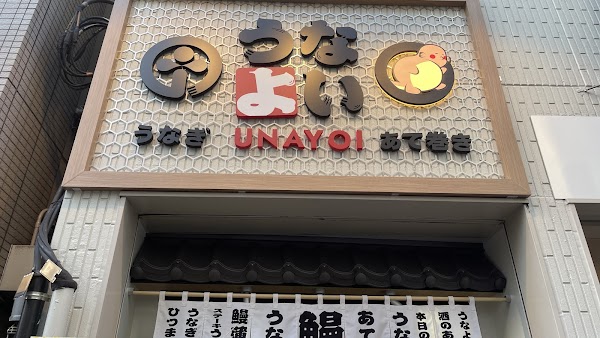 うな
よい
うなぎ UNAYOI あて巻き
うなよ
酒のあ
本日の
うな
あて
鰻
うな
鰻蒲
ステーキう
うなぎ
ひつま